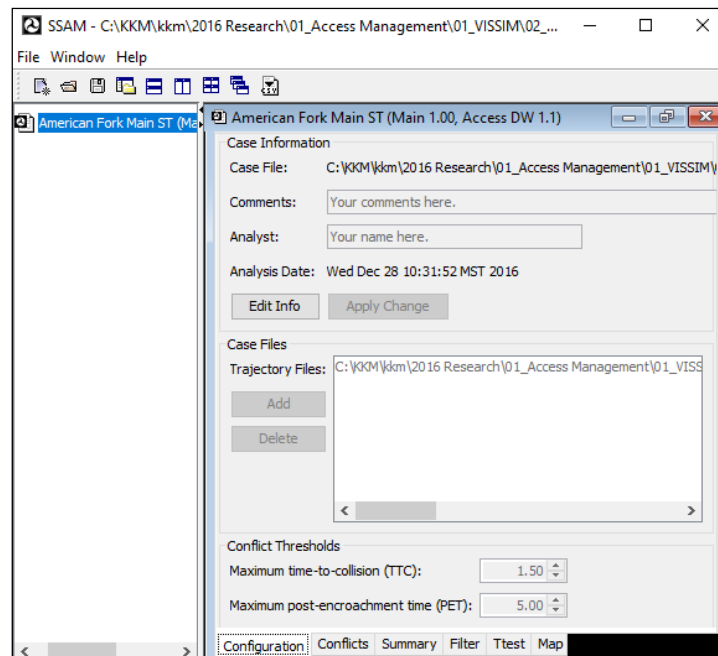 SSAM - C:\KKM\kkm\2016 Research\01_Access Management\01_VISSIM\02_...
File Window Help
American Fork Main ST (Ma
American Fork Main ST (Main 1.00, Access DW 1.1)
Case Information
Case File: C:\KKM\kkm\2016 Research\01_Access Management\01_VISSIM\
Comments: Your comments here.
Analyst: Your name here.
Analysis Date: Wed Dec 28 10:31:52 MST 2016
Edit Info Apply Change
Case Files
Trajectory Files: C:\KKM\kkm\2016 Research\01_Access Management\01_VISS
Add
Delete
Conflict Thresholds
Maximum time-to-collision (TTC): 1.50
Maximum post-encroachment time (PET): 5.00
Configuration Conflicts Summary Filter Ttest Map